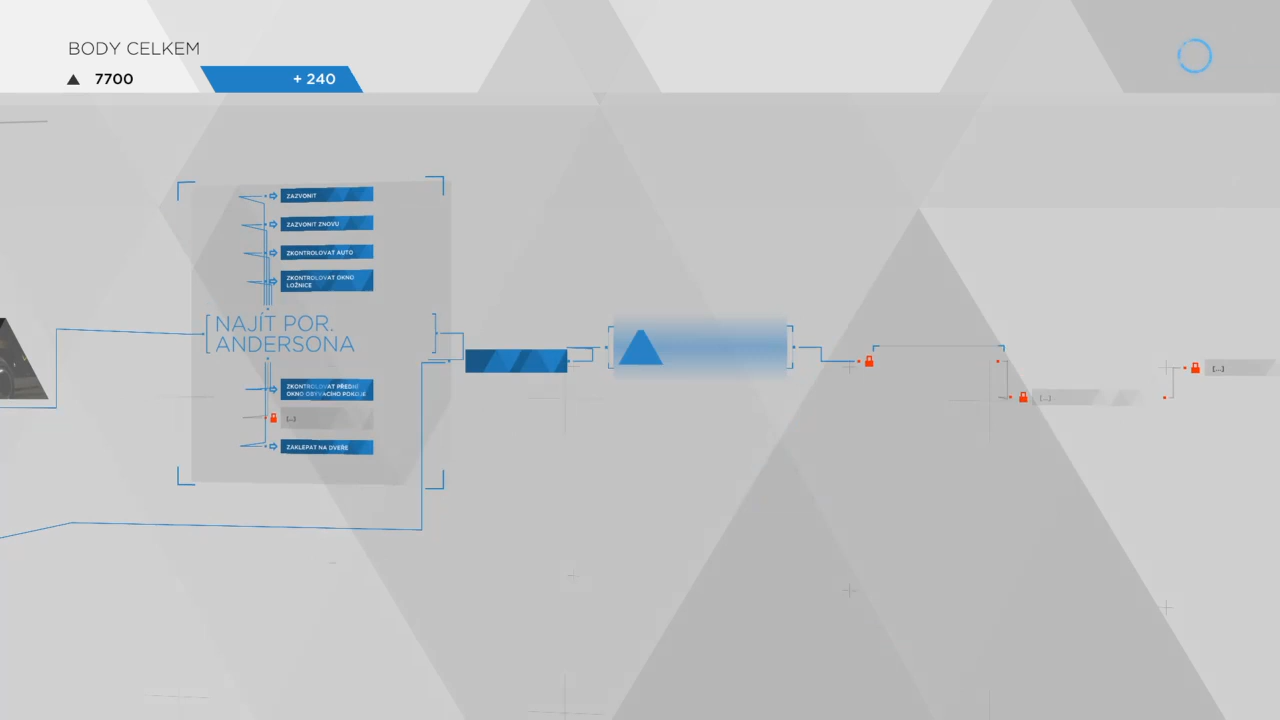 BODY CELKEM
7700
+ 240
ZAZVONIT
ZAZVONIT ZNOVU
ZKONTROLOVAT AUTO
ZKONTROLOVAT OKNO
LOŽNICE
NAJÍT POR.
ANDERSONA
ZKONTROLOVAT PŘEDNÍ
OKNO OBÝVACÍHO POKOJE
[...]
ZAKLEPAT NA DVEŘE
[...]
[...]